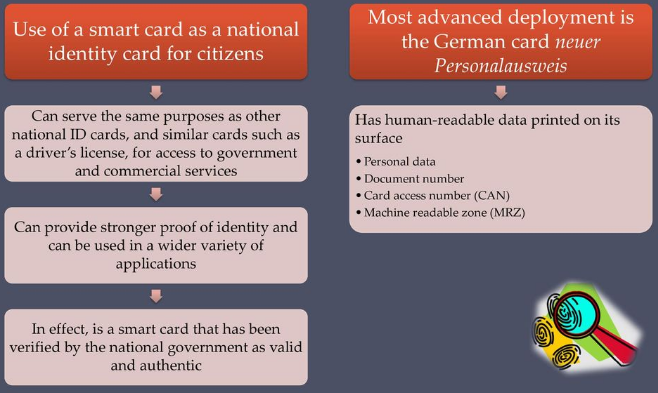 Use of a smart card as a national
identity card for citizens
Can serve the same purposes as other
national ID cards, and similar cards such as
a driver’s license, for access to government
and commercial services
Can provide stronger proof of identity and
can be used in a wider variety of
applications
In effect, is a smart card that has been
verified by the national government as valid
and authentic
Most advanced deployment is
the German card neuer
Personalausweis
Has human-readable data printed on its
surface
• Personal data
• Document number
• Card access number (CAN)
• Machine readable zone (MRZ)